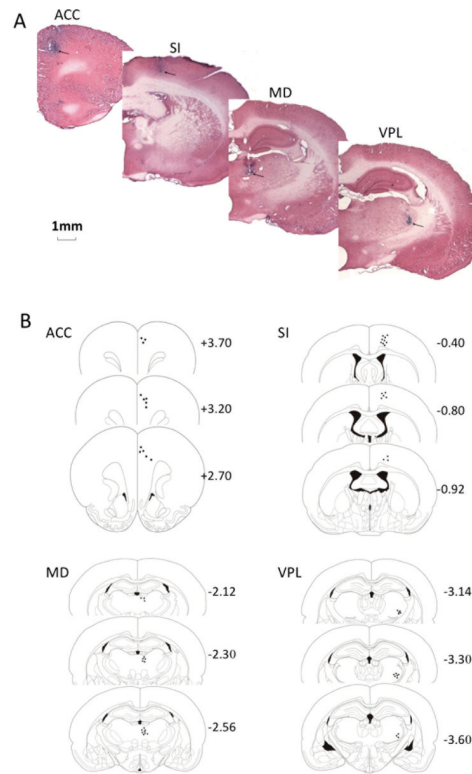 A
ACC
SI
MD
VPL
1mm
B
ACC
+3.70
+3.20
+2.70
SI
-0.40
-0.80
-0.92
MD
-2.12
-2.30
-2.56
VPL
-3.14
-3.30
-3.60